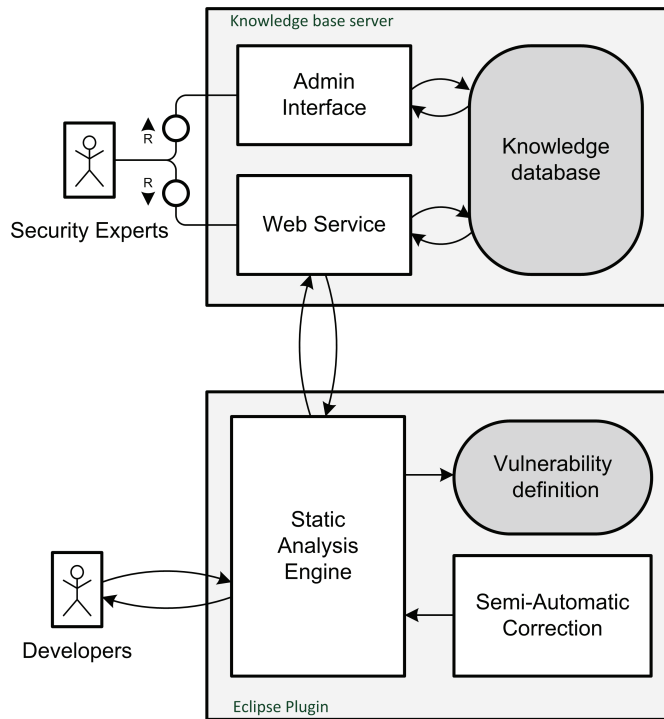 Knowledge base server
Admin
Interface
R
R
Knowledge
database
Security Experts
Web Service
Vulnerability
definition
Static
Analysis
Engine
Semi-Automatic
Correction
Developers
Eclipse Plugin